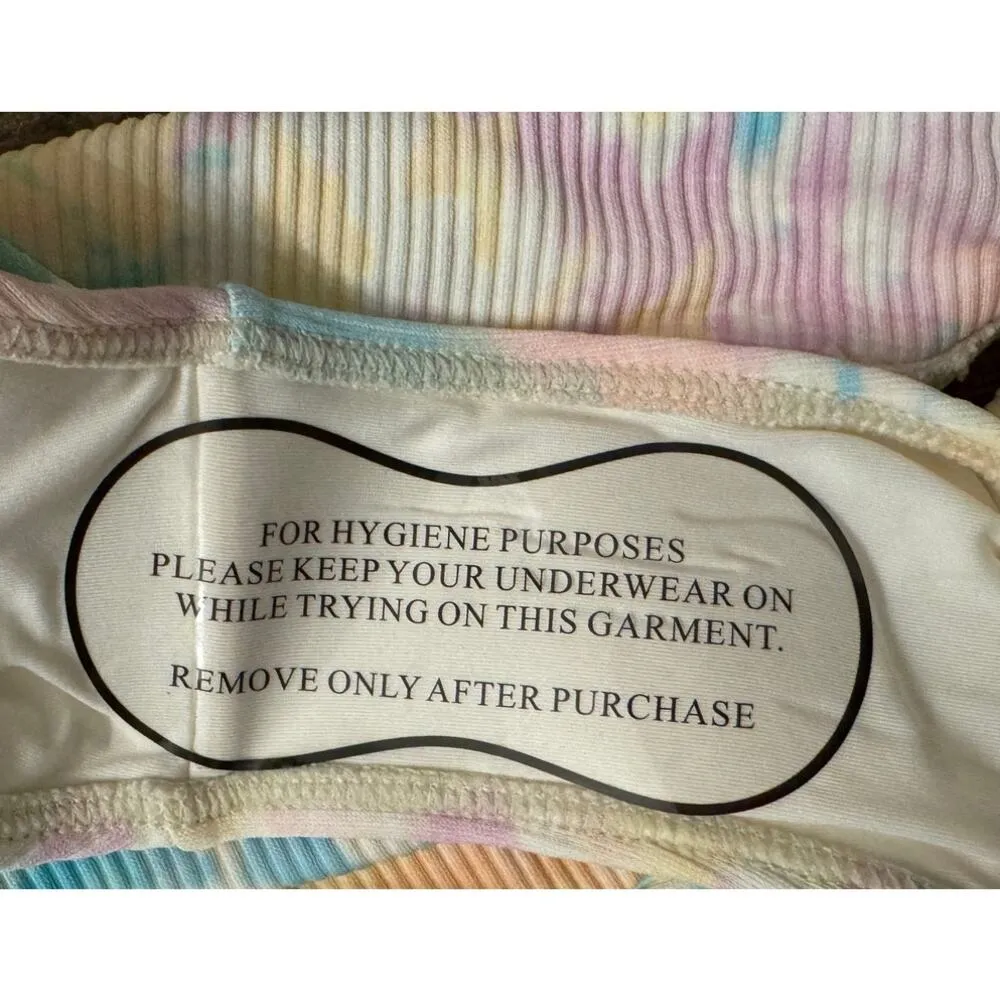 FOR HYGIENE PURPOSES
PLEASE KEEP YOUR UNDERWEAR ON
WHILE TRYING ON THIS GARMENT.
REMOVE ONLY AFTER PURCHASE